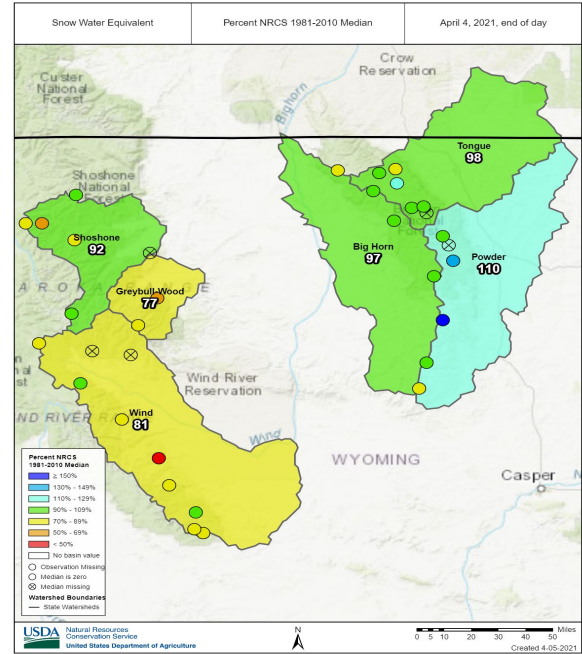 Snow Water Equivalent
Percent NRCS 1981-2010 Median
April 4, 2021, end of day
Crow
Reservation
Custer
National
Forest
Bighorn
Tongue
98
Shoshone
National
Forest
Shoshone
92
Big Horn
97
Powder
110
Greybull-Wood
77
Wind River
Reservation
WIND RIVER
Wind
81
Wind
WYOMING
Casper
Percent NRCS
1981-2010 Median
≥ 150%
130% - 149%
110% - 129%
90% - 109%
70% - 89%
50% - 69%
< 50%
No basin value
Observation Missing
Median is zero
Median missing
Watershed Boundaries
State Watersheds
USDA
Natural Resources
Conservation Service
United States Department of Agriculture
N
0 5 10 20 30 40 50 Miles
Created 4-05-2021